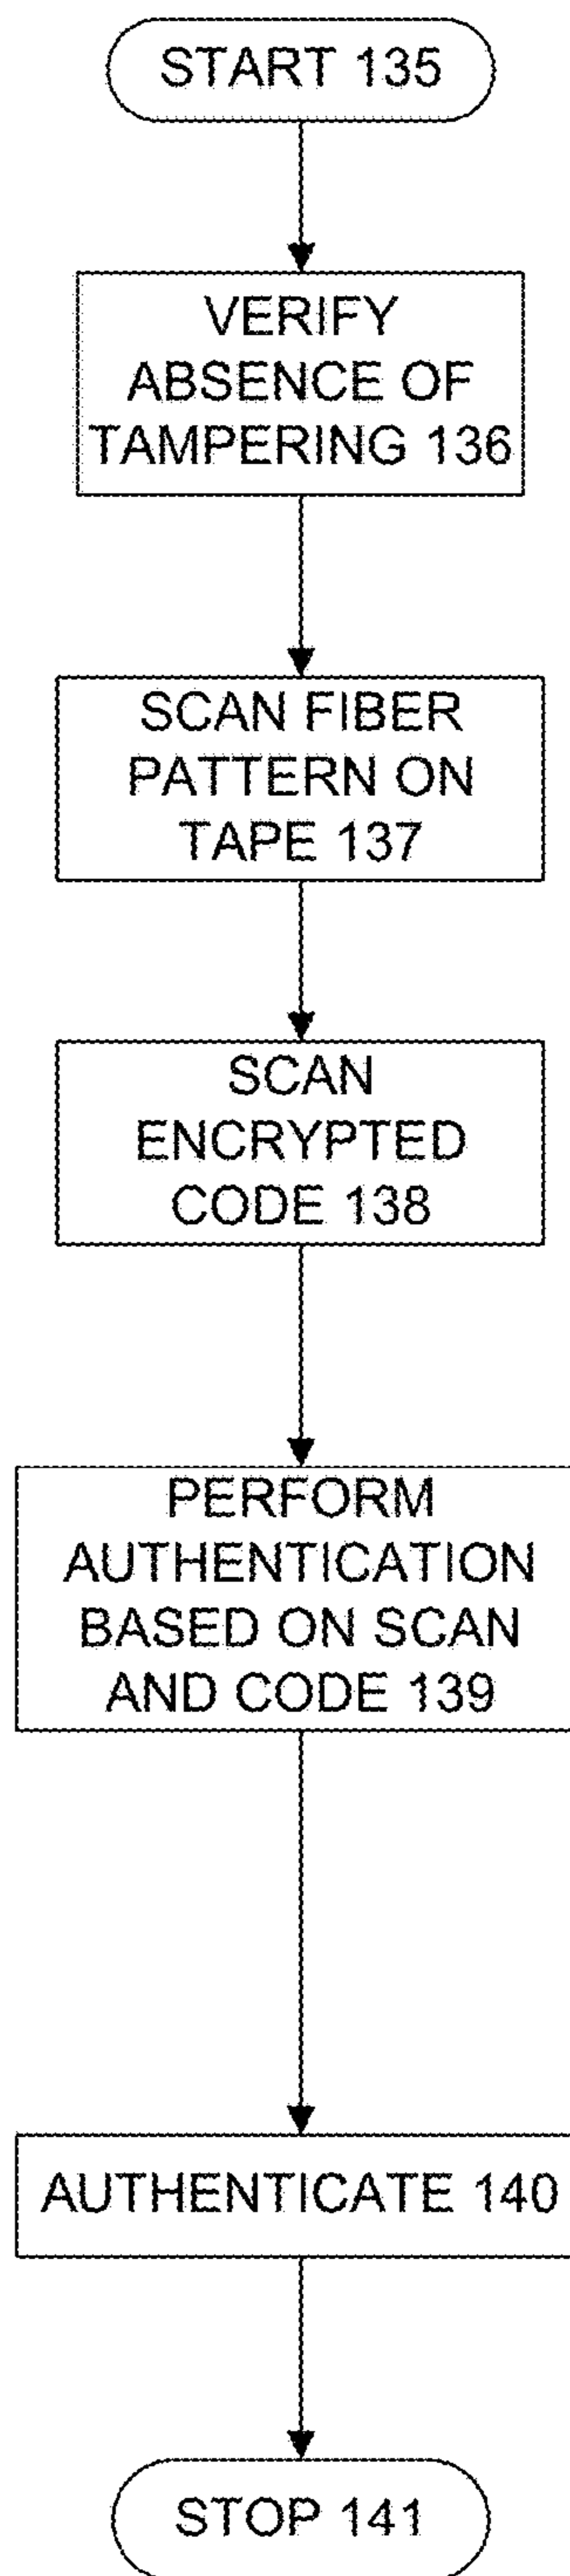 START 135
VERIFY
ABSENCE OF
TAMPERING 136
SCAN FIBER
PATTERN ON
TAPE 137
SCAN
ENCRYPTED
CODE 138
PERFORM
AUTHENTICATION
BASED ON SCAN
AND CODE 139
AUTHENTICATE 140
STOP 141